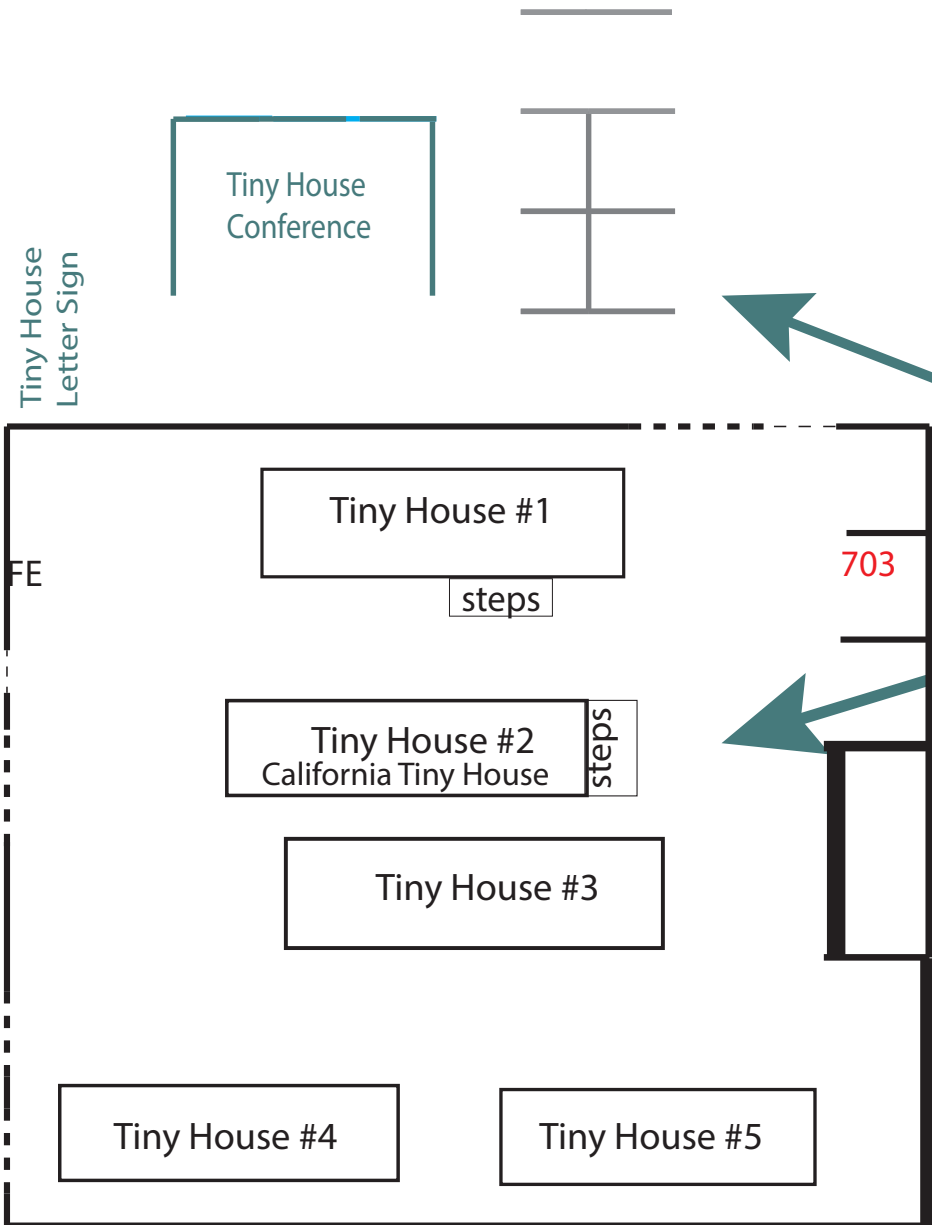 Tiny House
Conference
Tiny House
Letter Sign
Tiny House #1
FE
703
steps
Tiny House #2
California Tiny House
steps
Tiny House #3
Tiny House #4
Tiny House #5